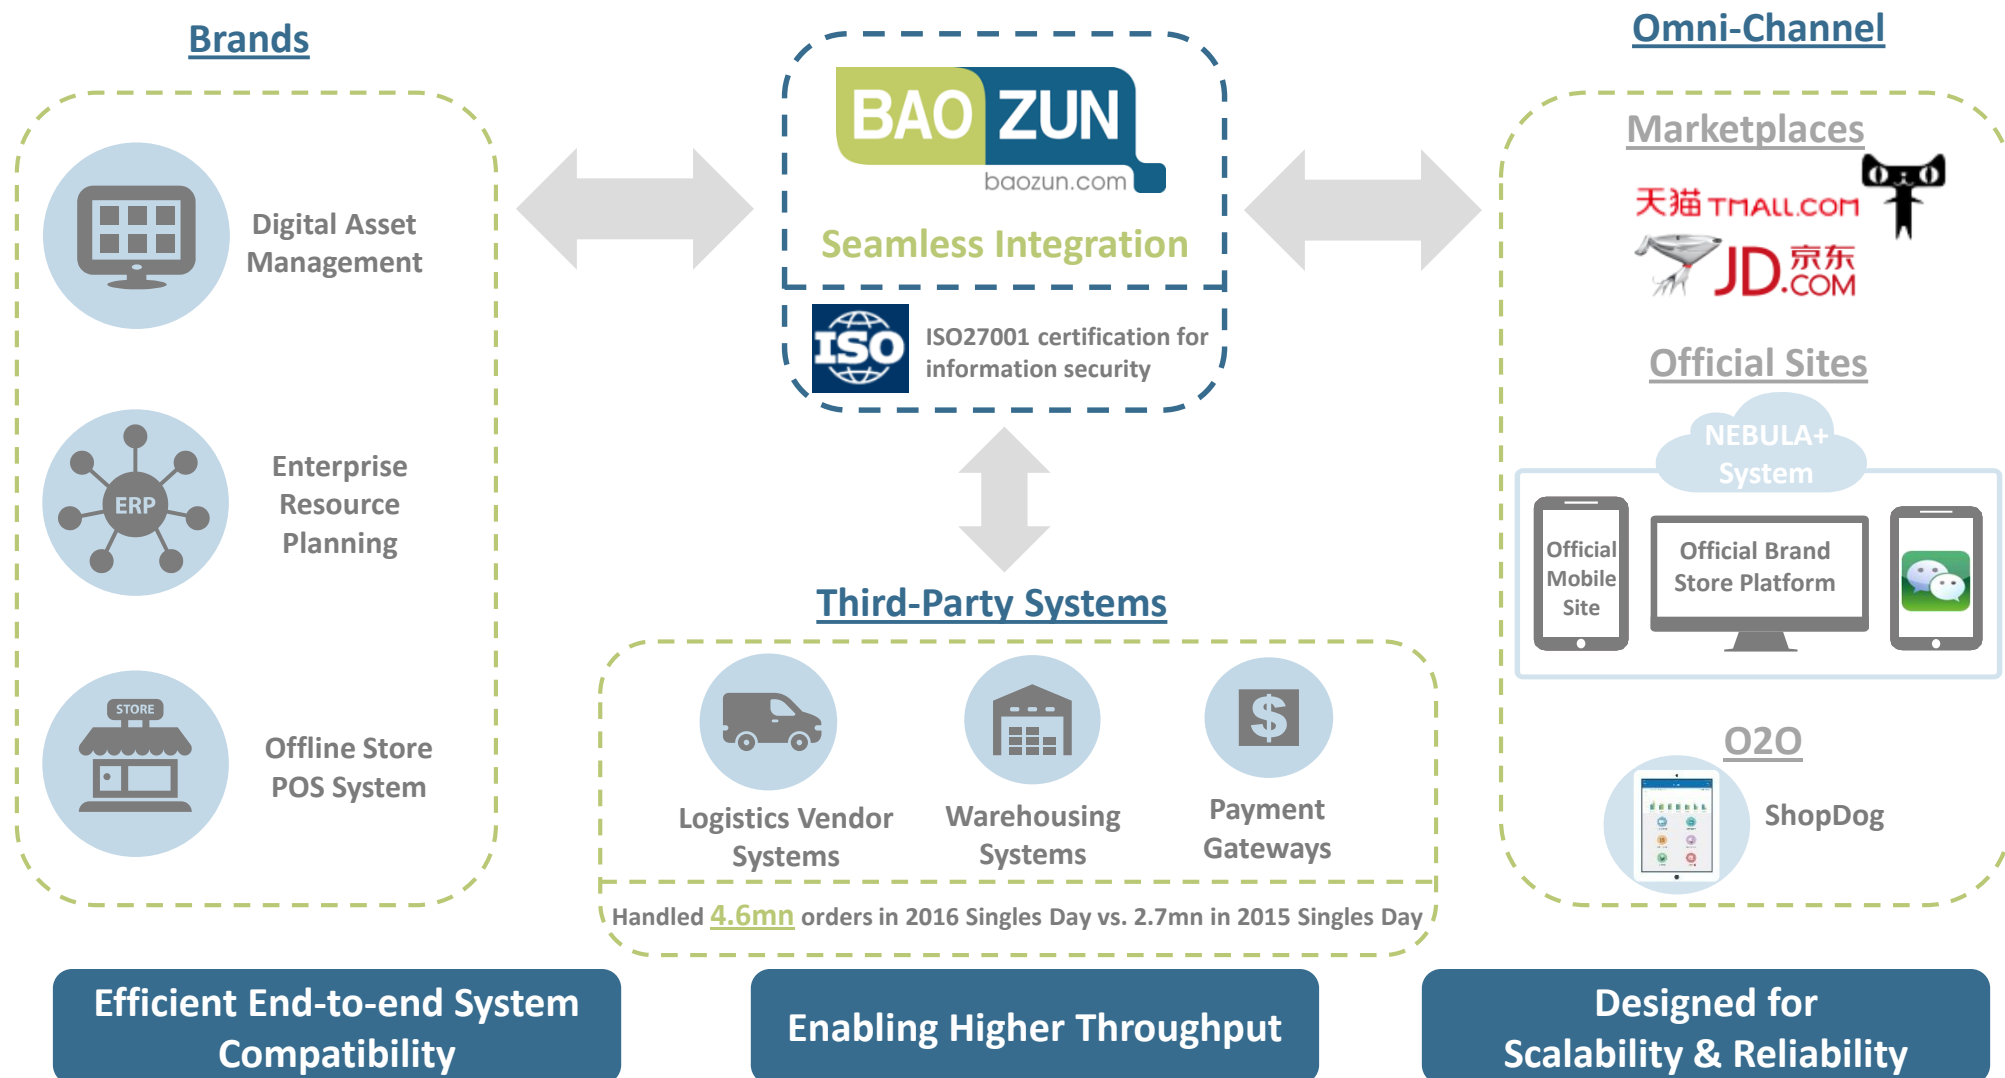 Brands
Digital Asset
Management
ERP
Enterprise
Resource
Planning
STORE
Offline Store
POS System
BAO ZUN
baozun.com
Seamless Integration
ISO
ISO27001 certification for
information security
Third-Party Systems
Logistics Vendor
Systems
Warehousing
Systems
$
Payment
Gateways
Handled 4.6mn orders in 2016 Singles Day vs. 2.7mn in 2015 Singles Day
Omni-Channel
Marketplaces
天猫 TMALL.COM
JD京东
.COM
Official Sites
NEBULA+
System
Official
Mobile
Site
Official Brand
Store Platform
O2O
ShopDog
Efficient End-to-end System
Compatibility
Enabling Higher Throughput
Designed for
Scalability & Reliability